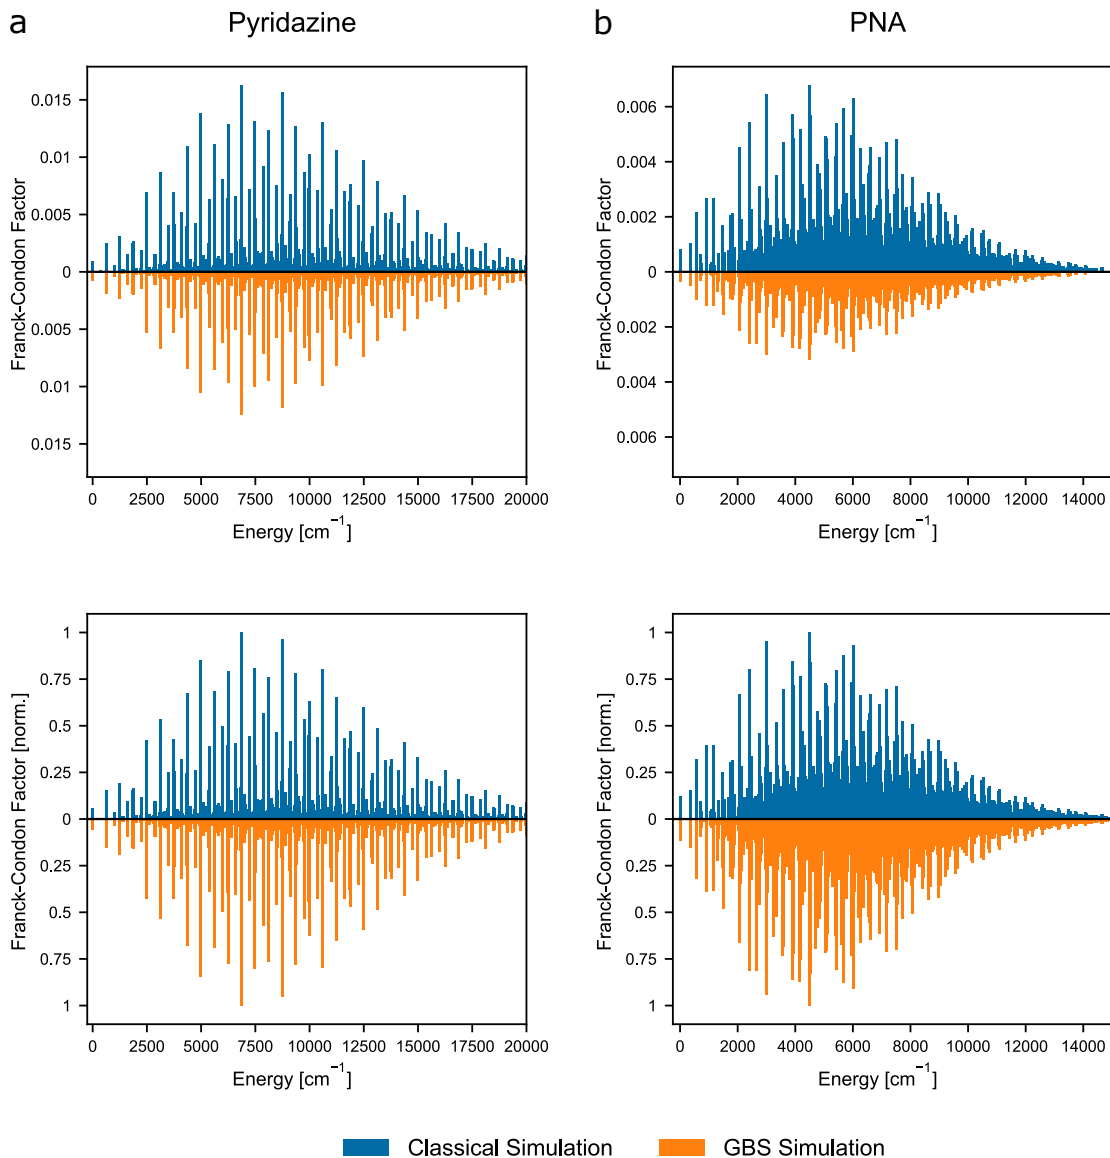 a Pyridazine b PNA
Franck-Condon Factor
0.015
0.01
0.005
0
0.005
0.01
0.015
0 2500 5000 7500 10000 12500 15000 17500 20000
Energy [cm⁻¹]
Franck-Condon Factor
0.006
0.004
0.002
0
0.002
0.004
0.006
0 2000 4000 6000 8000 10000 12000 14000
Energy [cm⁻¹]
Franck-Condon Factor [norm.]
1
0.75
0.5
0.25
0
0.25
0.5
0.75
1
0 2500 5000 7500 10000 12500 15000 17500 20000
Energy [cm⁻¹]
Franck-Condon Factor [norm.]
1
0.75
0.5
0.25
0
0.25
0.5
0.75
1
0 2000 4000 6000 8000 10000 12000 14000
Energy [cm⁻¹]
Classical Simulation GBS Simulation